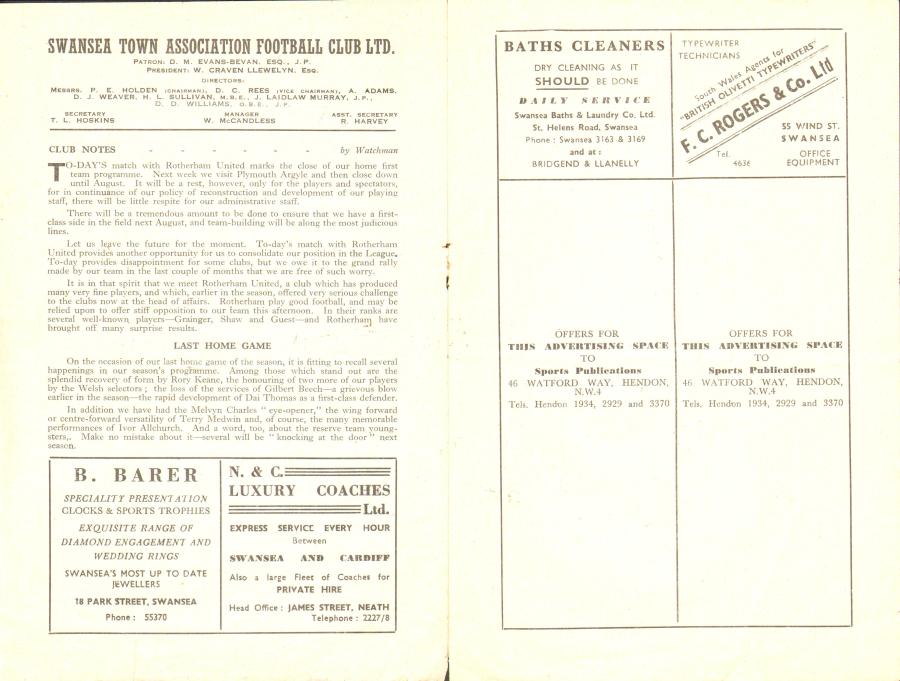 SWANSEA TOWN ASSOCIATION FOOTBALL CLUB LTD.
PATRON: D. M. EVANS-BEVAN. ESQ., J.P.
PRESIDENT: W. CRAVEN LLEWELYN. ESQ.
DIRECTORS:
MESSRS. P. E. HOLDEN (CHAIRMAN), D. C. REES (VICE CHAIRMAN), A. ADAMS.
D. J. WEAVER, H. L. SULLIVAN, M.B.E., J. LAIDLAW MURRAY, J.P.,
D. D. WILLIAMS, O.B.E., J.P.
SECRETARY MANAGER ASST. SECRETARY
T. L. HOSKINS W. McCANDLESS R. HARVEY
CLUB NOTES - - - - - - by Watchman
TO-DAY'S match with Rotherham United marks the close of our home first
team programme. Next week we visit Plymouth Argyle and then close down
until August. It will be a rest, however, only for the players and spectators,
for in continuance of our policy of reconstruction and development of our playing
staff, there will be little respite for our administrative staff.
There will be a tremendous amount to be done to ensure that we have a first-
class side in the field next August, and team-building will be along the most judicious
lines.
Let us leave the future for the moment. To-day's match with Rotherham
United provides another opportunity for us to consolidate our position in the League.
To-day provides disappointment for some clubs, but we owe it to the grand rally
made by our team in the last couple of months that we are free of such worry.
It is in that spirit that we meet Rotherham United, a club which has produced
many very fine players, and which, earlier in the season, offered very serious challenge
to the clubs now at the head of affairs. Rotherham play good football, and may be
relied upon to offer stiff opposition to our team this afternoon. In their ranks are
several well-known players—Grainger, Shaw and Guest—and Rotherham have
brought off many surprise results.
LAST HOME GAME
On the occasion of our last home game of the season, it is fitting to recall several
happenings in our season's programme. Among those which stand out are the
splendid recovery of form by Rory Keane, the honouring of two more of our players
by the Welsh selectors; the loss of the services of Gilbert Beech—a grievous blow
earlier in the season—the rapid development of Dai Thomas as a first-class defender.
In addition we have had the Melvyn Charles "eye-opener," the wing forward
or centre-forward versatility of Terry Medwin and, of course, the many memorable
performances of Ivor Allchurch. And a word, too, about the reserve team young-
sters,. Make no mistake about it—several will be "knocking at the door" next
season.
B. BARER
SPECIALITY PRESENTATION
CLOCKS & SPORTS TROPHIES
EXQUISITE RANGE OF
DIAMOND ENGAGEMENT AND
WEDDING RINGS
SWANSEA'S MOST UP TO DATE
JEWELLERS
18 PARK STREET, SWANSEA
Phone: 55370
N. & C.
LUXURY COACHES
Ltd.
EXPRESS SERVICE EVERY HOUR
Between
SWANSEA AND CARDIFF
Also a large Fleet of Coaches for
PRIVATE HIRE
Head Office: JAMES STREET, NEATH
Telephone: 2227/8
BATHS CLEANERS
DRY CLEANING AS IT
SHOULD BE DONE
DAILY SERVICE
Swansea Baths & Laundry Co. Ltd.
St. Helens Road, Swansea
Phone: Swansea 3163 & 3169
and at:
BRIDGEND & LLANELLY
TYPEWRITER
TECHNICIANS
South Wales Agents for
"BRITISH OLIVETTI TYPEWRITERS"
F. C. ROGERS & Co. Ltd
55 WIND ST.
SWANSEA
Tel.
4636
OFFICE
EQUIPMENT
OFFERS FOR
THIS ADVERTISING SPACE
TO
Sports Publications
46 WATFORD WAY, HENDON,
N.W.4
Tels. Hendon 1934, 2929 and 3370
OFFERS FOR
THIS ADVERTISING SPACE
TO
Sports Publications
46 WATFORD WAY, HENDON,
N.W.4
Tels. Hendon 1934, 2929 and 3370